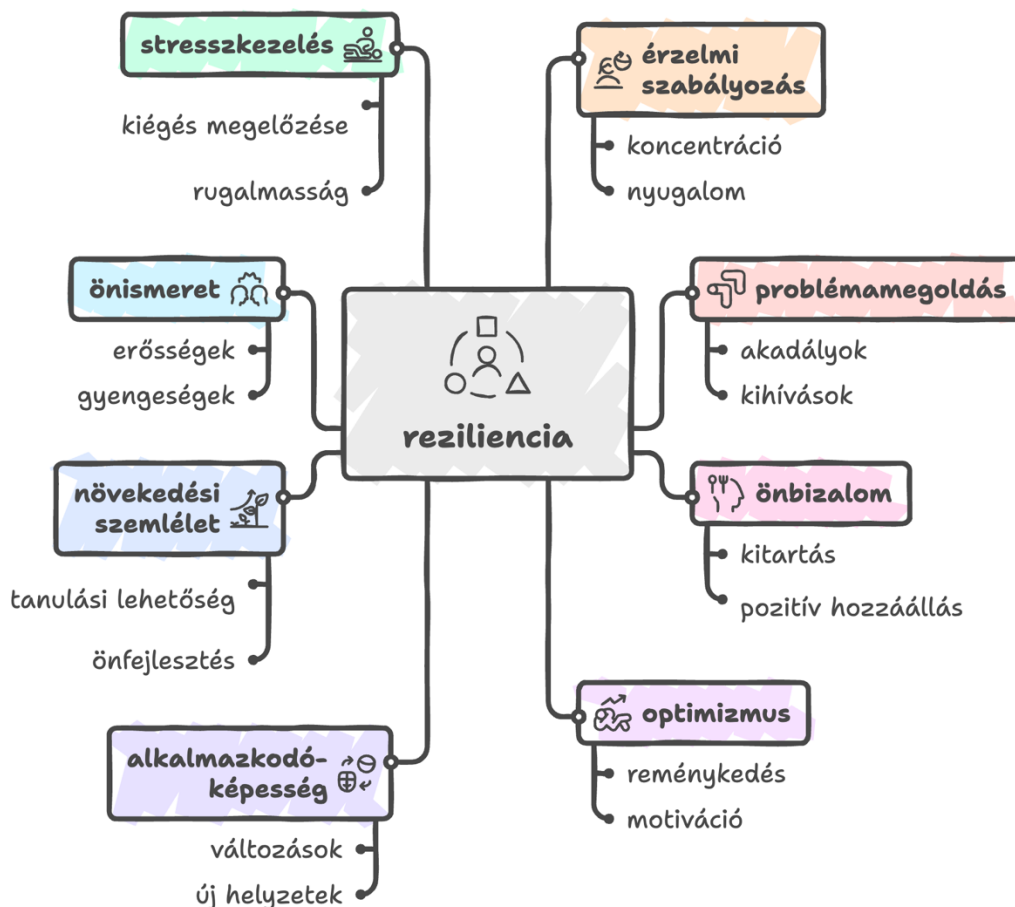 stresszkezelés
kiégés megelőzése
rugalmasság
érzelmi
szabályozás
koncentráció
nyugalom
önismeret
erősségek
gyengeségek
problémamegoldás
akadályok
kihívások
reziliencia
növekedési
szemlélet
tanulási lehetőség
önfejlesztés
önbizalom
kitartás
pozitív hozzáállás
alkalmazkodó-
képesség
változások
új helyzetek
optimizmus
reménykedés
motiváció